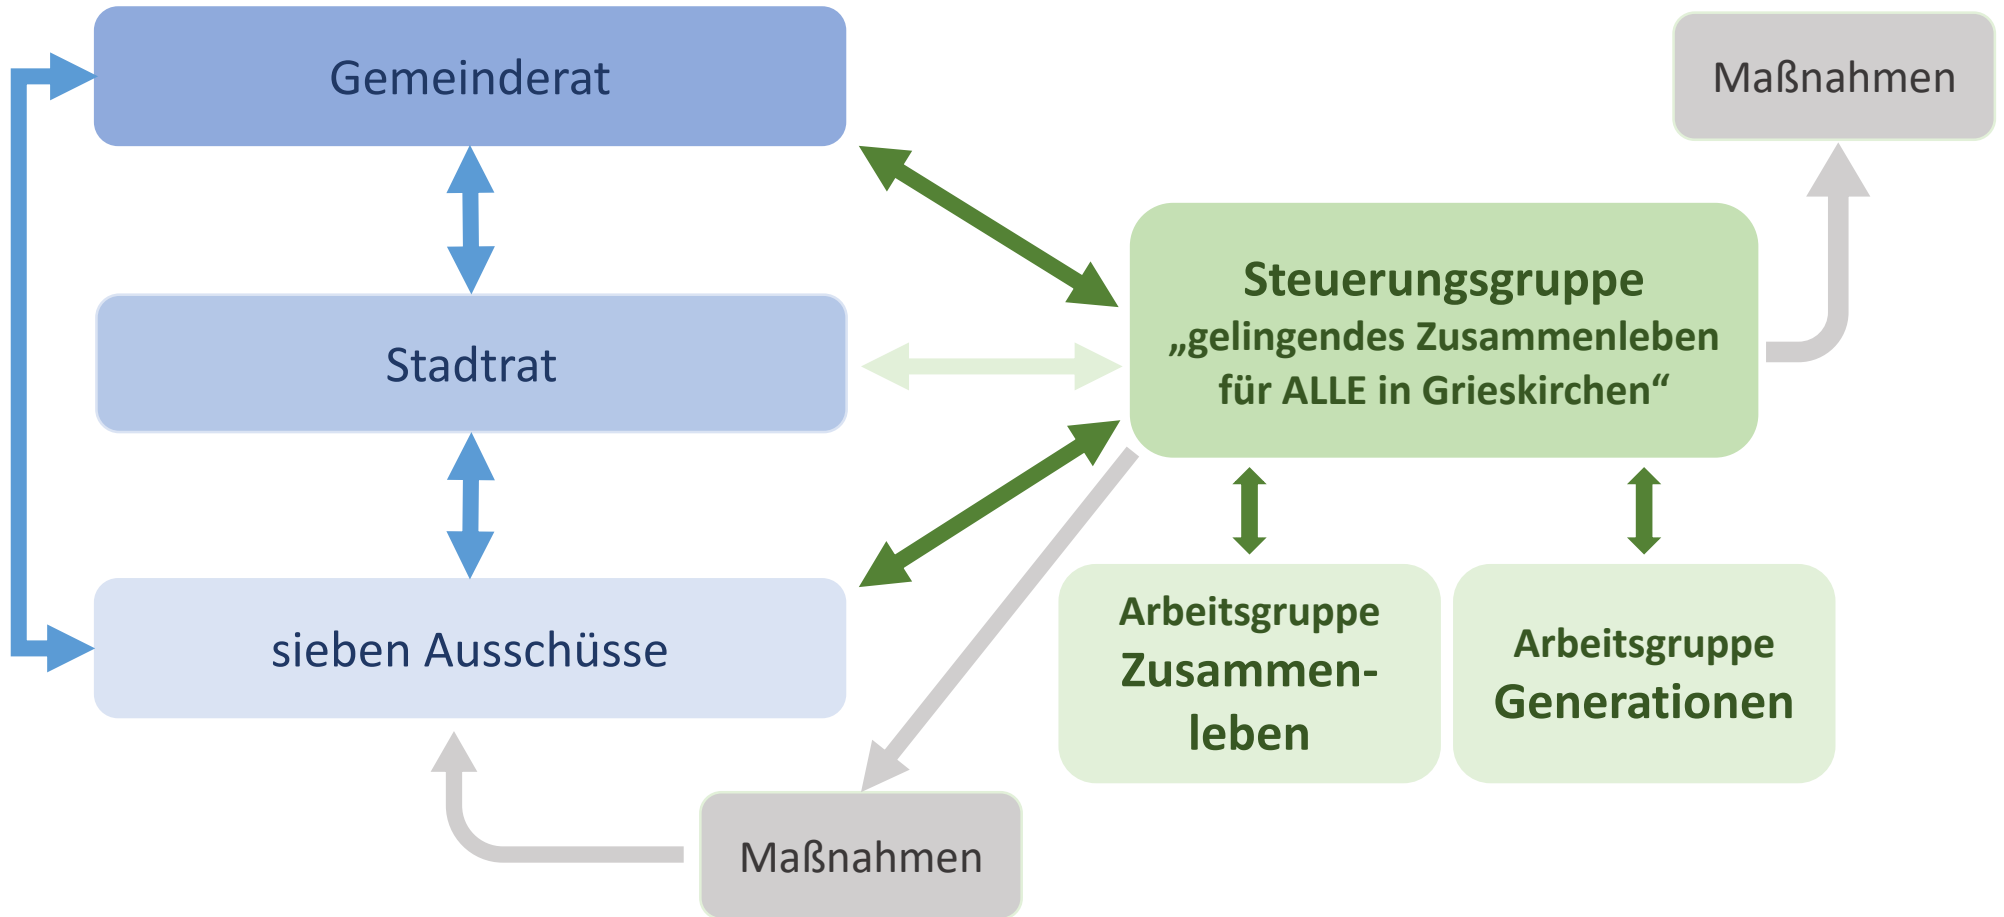 Gemeinderat
Maßnahmen
Steuerungsgruppe
„gelingendes Zusammenleben
für ALLE in Grieskirchen“
Stadtrat
sieben Ausschüsse
Arbeitsgruppe
Zusammen-
leben
Arbeitsgruppe
Generationen
Maßnahmen